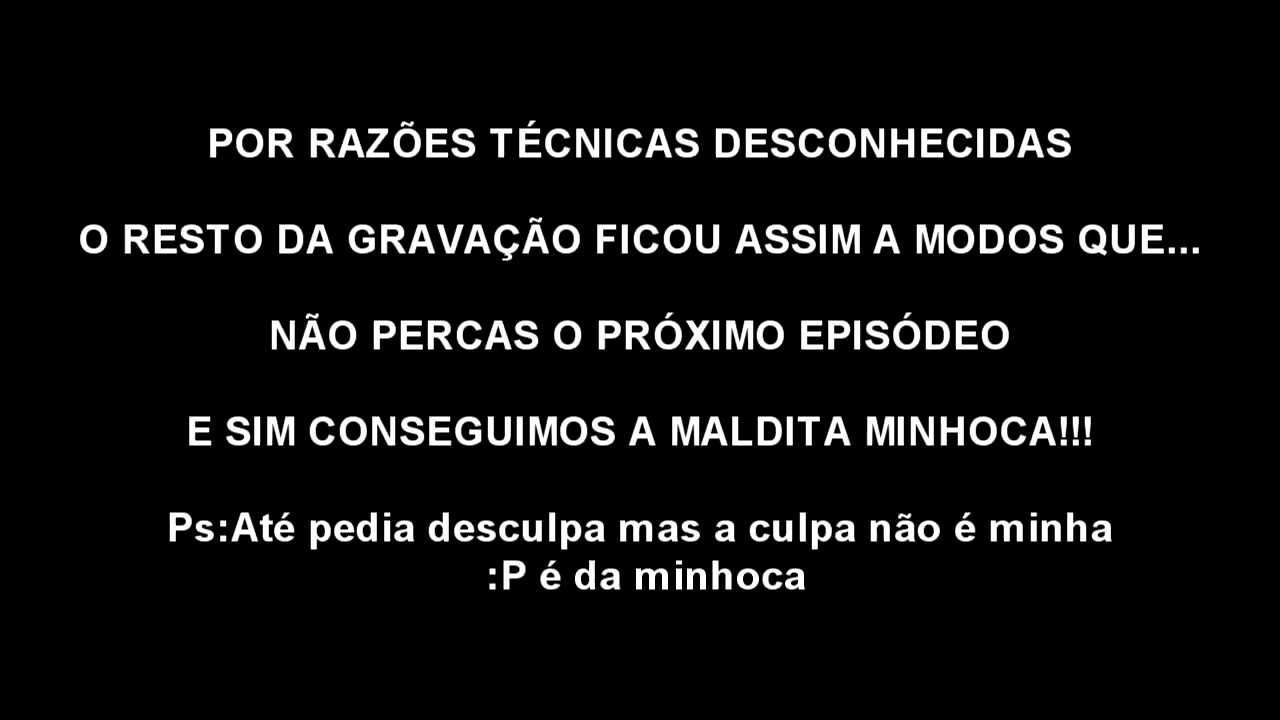 POR RAZÕES TÉCNICAS DESCONHECIDAS
O RESTO DA GRAVAÇÃO FICOU ASSIM A MODOS QUE...
NÃO PERCAS O PRÓXIMO EPISÓDEO
E SIM CONSEGUIMOS A MALDITA MINHOCA!!!
Ps:Até pedia desculpa mas a culpa não é minha
:P é da minhoca